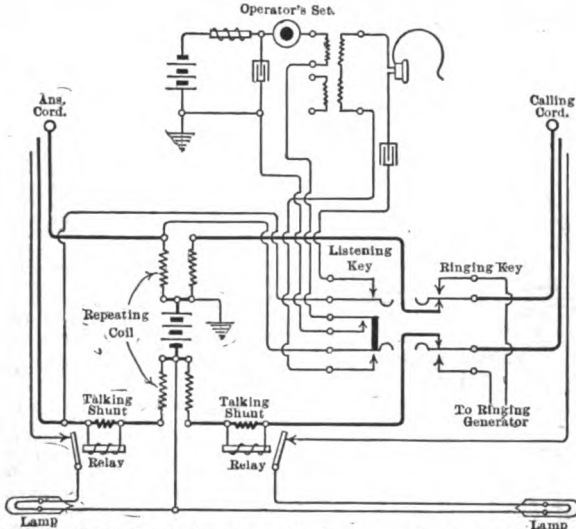 Operator's Set.
Ans.
Cord.
Calling
Cord.
Listening
Key
Ringing Key
Repeating
Coil
Talking
Shunt
Talking
Shunt
To Ringing
Generator
Relay
Relay
Lamp
Lamp